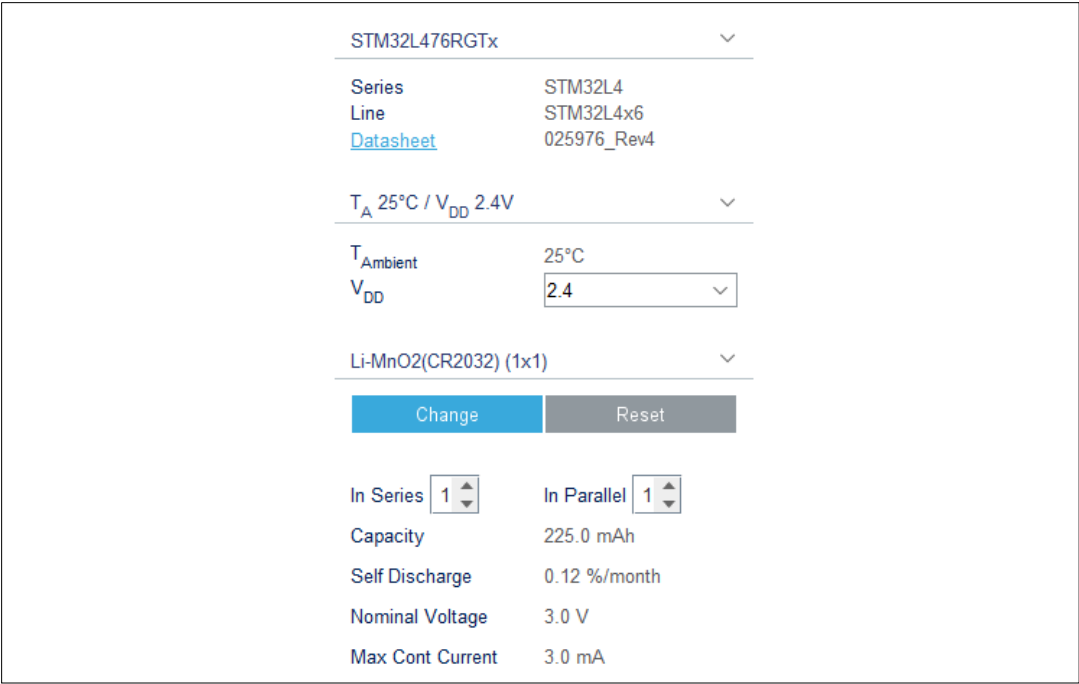 STM32L476RGTx
Series STM32L4
Line STM32L4x6
Datasheet 025976_Rev4
TA 25°C / VDD 2.4V
TAmbient 25°C
VDD 2.4
Li-MnO2(CR2032) (1x1)
Change Reset
In Series 1 In Parallel 1
Capacity 225.0 mAh
Self Discharge 0.12 %/month
Nominal Voltage 3.0 V
Max Cont Current 3.0 mA